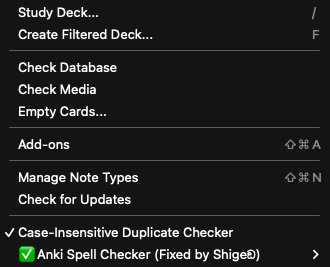 Study Deck... /
Create Filtered Deck... F
Check Database
Check Media
Empty Cards...
Add-ons ⇧⌘A
Manage Note Types ⇧⌘N
Check for Updates
✓ Case-Insensitive Duplicate Checker
✅ Anki Spell Checker (Fixed by Shige©) >